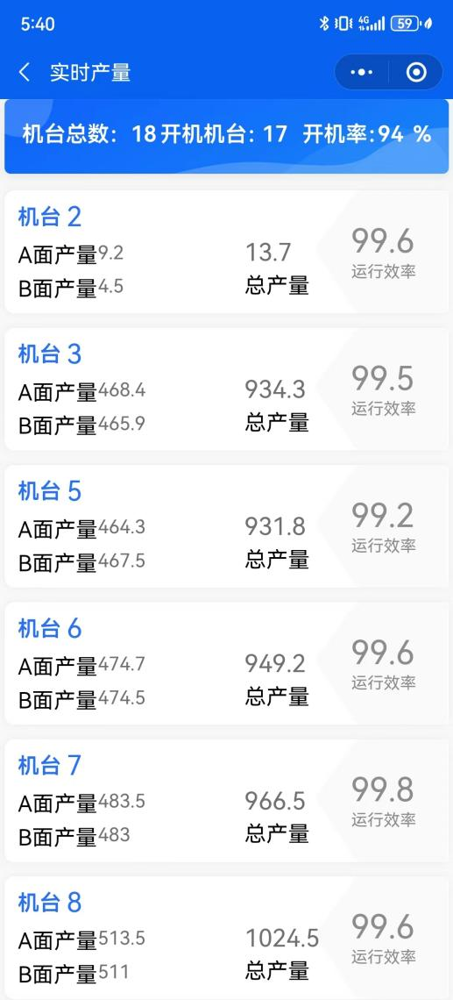 5:40
4G
59
实时产量
机台总数: 18 开机机台: 17 开机率:94 %
机台 2
A面产量9.2
B面产量4.5
13.7
总产量
99.6
运行效率
机台 3
A面产量468.4
B面产量465.9
934.3
总产量
99.5
运行效率
机台 5
A面产量464.3
B面产量467.5
931.8
总产量
99.2
运行效率
机台 6
A面产量474.7
B面产量474.5
949.2
总产量
99.6
运行效率
机台 7
A面产量483.5
B面产量483
966.5
总产量
99.8
运行效率
机台 8
A面产量513.5
B面产量511
1024.5
总产量
99.6
运行效率